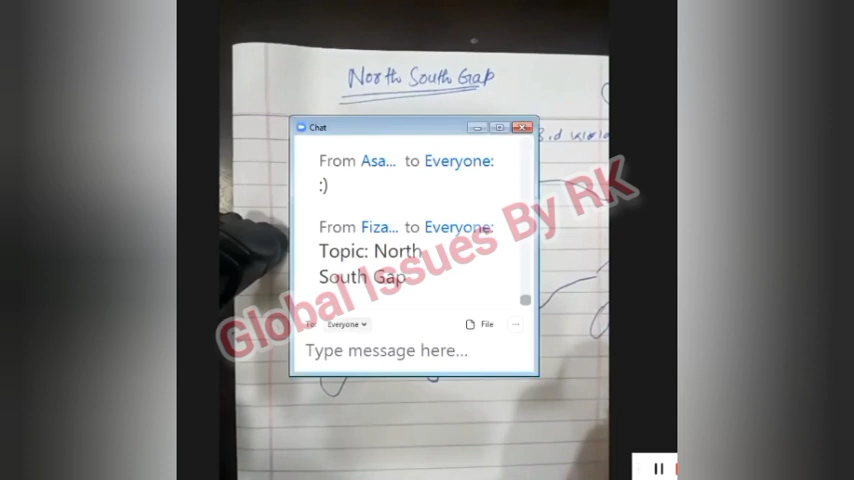 North South Gap
Chat
From Asa... to Everyone:
:)
From Fiza... to Everyone:
Topic: North
South Gap
To: Everyone
File
...
Type message here...
Global Issues By RK